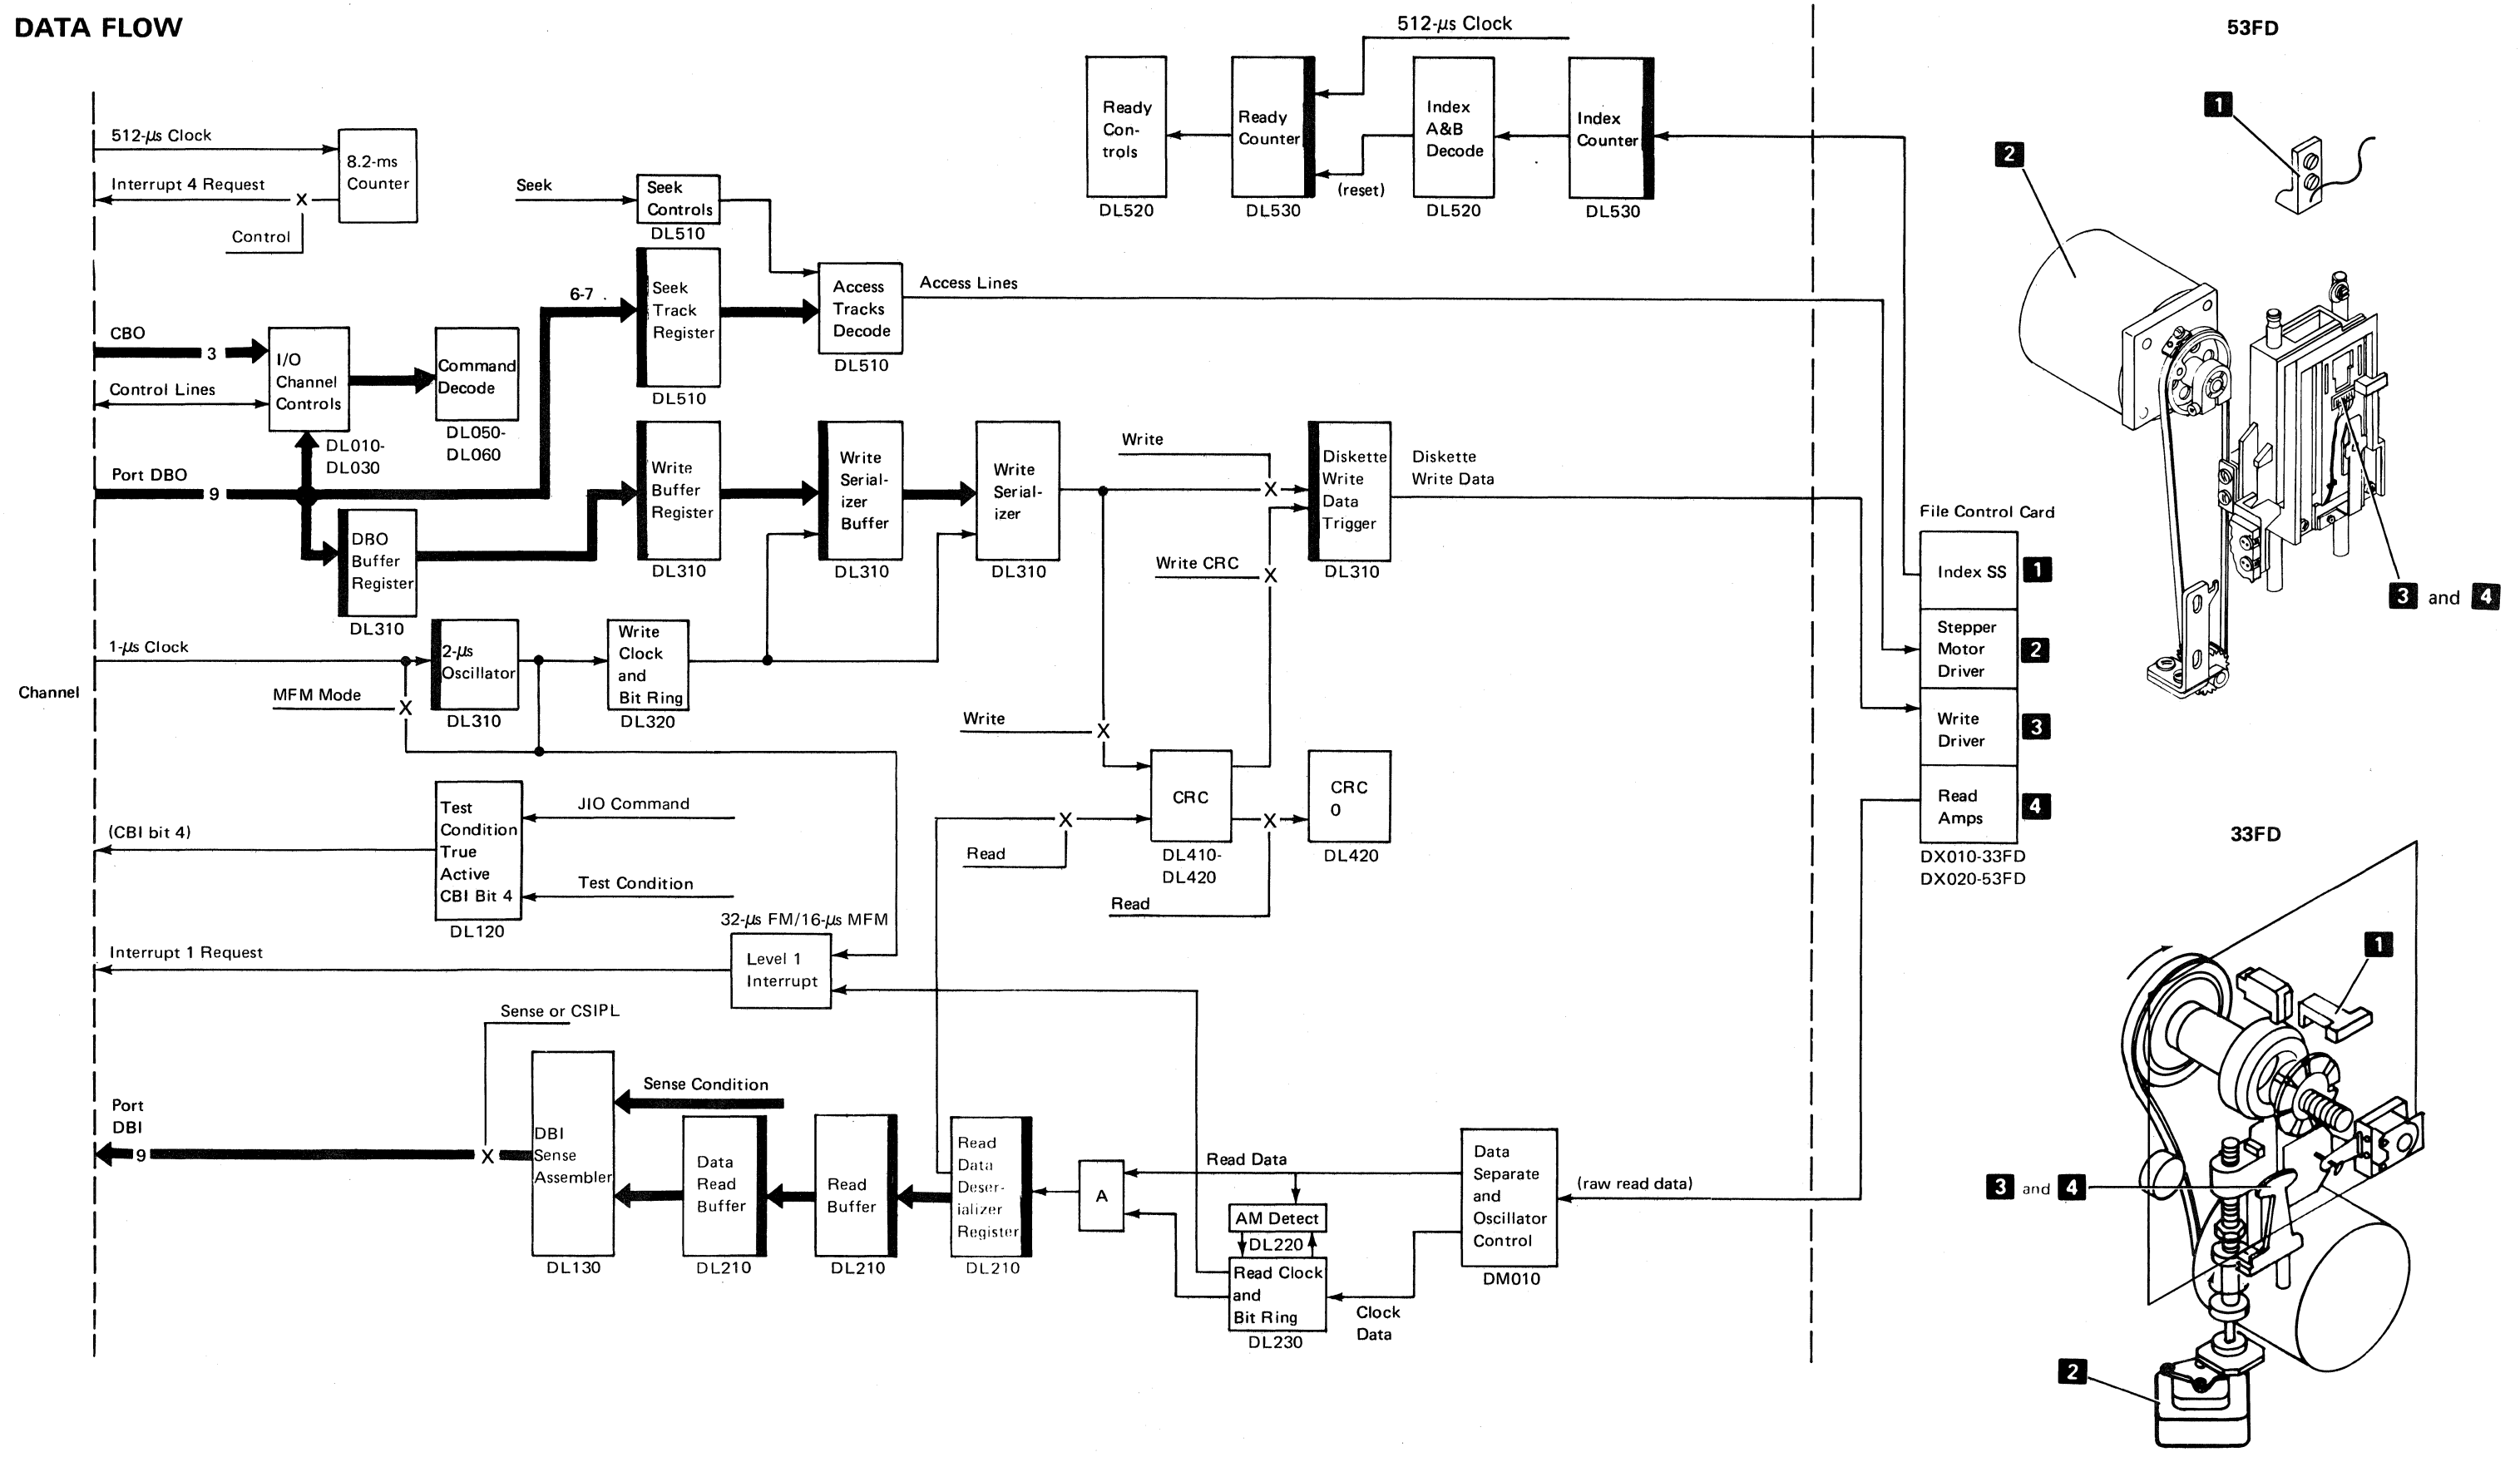 DATA FLOW
512-μs Clock
53FD
Ready
Con-
trols
DL520
Ready
Counter
DL530
(reset)
Index
A&B
Decode
DL520
Index
Counter
DL530
1
2
512-μs Clock
8.2-ms
Counter
Interrupt 4 Request
X
Control
Seek
Seek
Controls
DL510
6-7
Seek
Track
Register
DL510
Access
Tracks
Decode
DL510
Access Lines
CBO
3
Control Lines
I/O
Channel
Controls
DL010-
DL030
Command
Decode
DL050-
DL060
Port DBO
9
DBO
Buffer
Register
DL310
Write
Buffer
Register
DL310
Write
Serial-
izer
Buffer
DL310
Write
Serial-
izer
DL310
Write
X
Write CRC
X
Diskette
Write
Data
Trigger
DL310
Diskette
Write Data
File Control Card
Index SS
1
Stepper
Motor
Driver
2
Write
Driver
3
Read
Amps
4
DX010-33FD
DX020-53FD
3 and 4
1-μs Clock
2-μs
Oscillator
DL310
Write
Clock
and
Bit Ring
DL320
Channel
MFM Mode
X
Write
X
CRC
DL410-
DL420
CRC
0
DL420
X
Read
X
Read
Test
Condition
True
Active
CBI Bit 4
DL120
JIO Command
Test Condition
(CBI bit 4)
32-μs FM/16-μs MFM
Level 1
Interrupt
Interrupt 1 Request
Sense or CSIPL
Port
DBI
9
X
DBI
Sense
Assembler
DL130
Sense Condition
Data
Read
Buffer
DL210
Read
Buffer
DL210
Read
Data
Deser-
ializer
Register
DL210
A
Read Data
AM Detect
DL220
Read Clock
and
Bit Ring
DL230
Clock
Data
Data
Separate
and
Oscillator
Control
DM010
(raw read data)
33FD
1
3 and 4
2